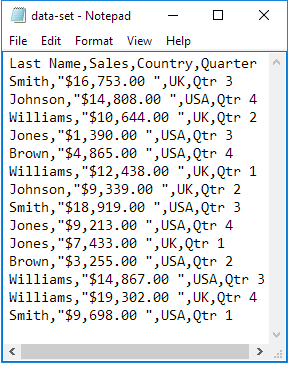 data-set - Notepad
File Edit Format View Help
Last Name,Sales,Country,Quarter
Smith,"$16,753.00 ",UK,Qtr 3
Johnson,"$14,808.00 ",USA,Qtr 4
Williams,"$10,644.00 ",UK,Qtr 2
Jones,"$1,390.00 ",USA,Qtr 3
Brown,"$4,865.00 ",USA,Qtr 4
Williams,"$12,438.00 ",UK,Qtr 1
Johnson,"$9,339.00 ",UK,Qtr 2
Smith,"$18,919.00 ",USA,Qtr 3
Jones,"$9,213.00 ",USA,Qtr 4
Jones,"$7,433.00 ",UK,Qtr 1
Brown,"$3,255.00 ",USA,Qtr 2
Williams,"$14,867.00 ",USA,Qtr 3
Williams,"$19,302.00 ",UK,Qtr 4
Smith,"$9,698.00 ",USA,Qtr 1